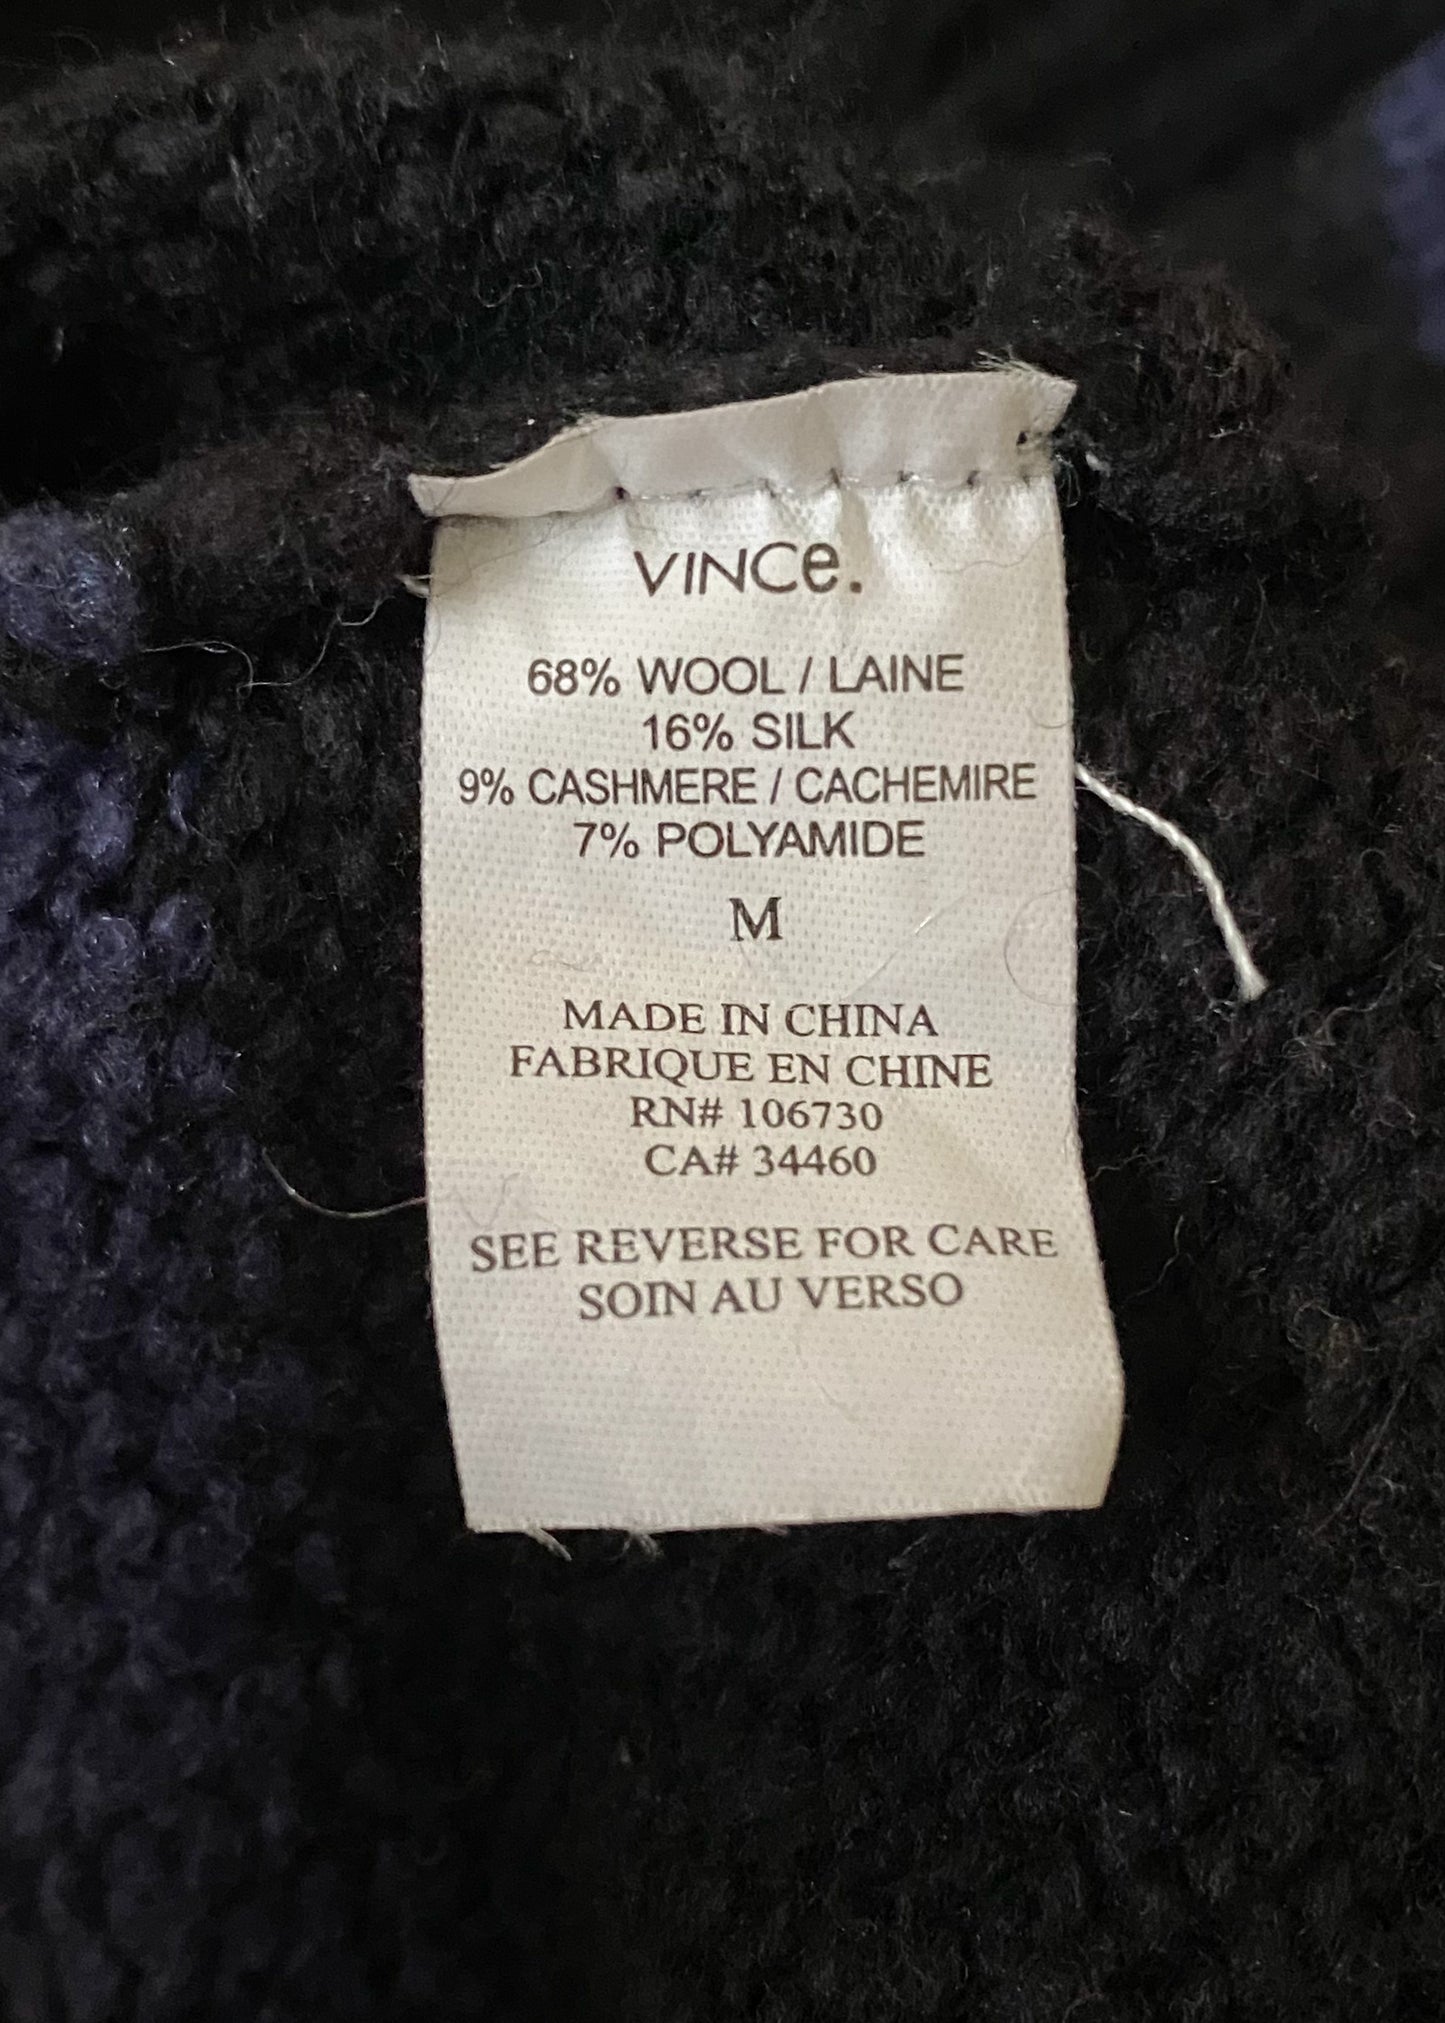 VINCe.
68% WOOL / LAINE
16% SILK
9% CASHMERE / CACHEMIRE
7% POLYAMIDE
M
MADE IN CHINA
FABRIQUE EN CHINE
RN# 106730
CA# 34460
SEE REVERSE FOR CARE
SOIN AU VERSO